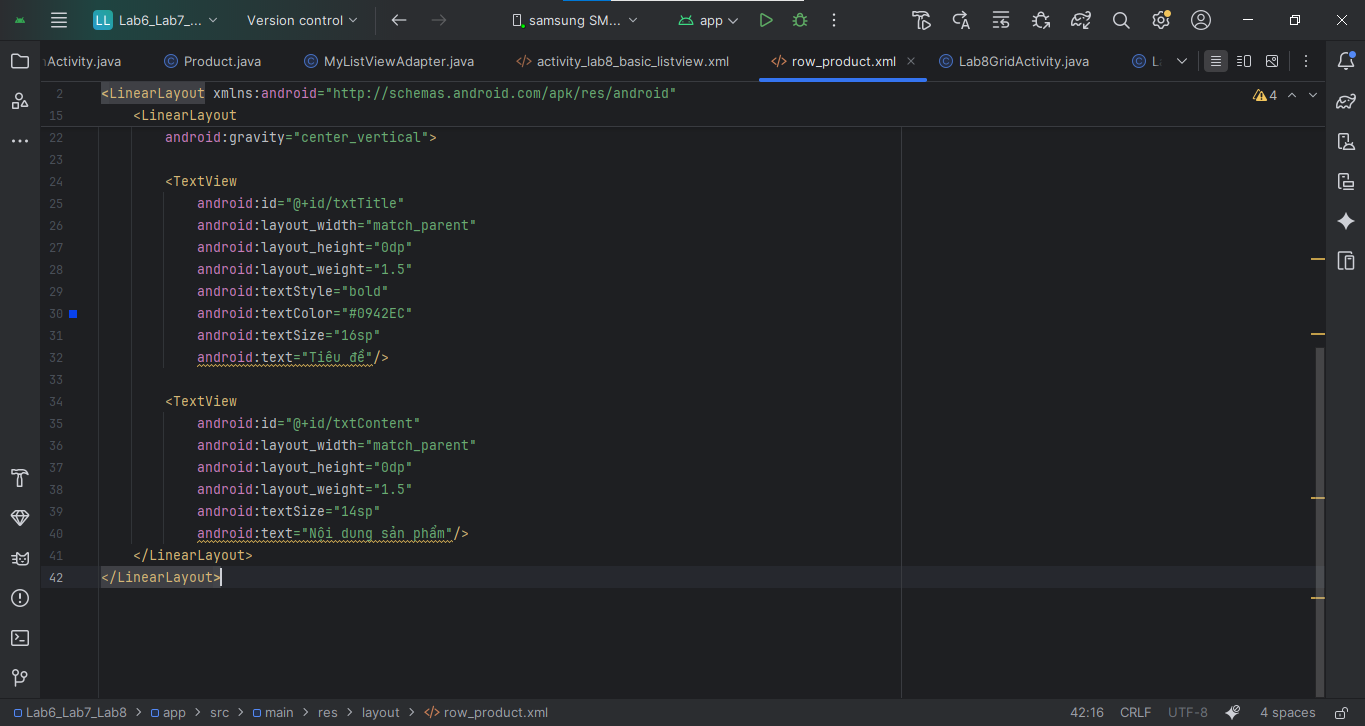 LL Lab6_Lab7_... Version control samsung SM... app
ıActivity.java Product.java MyListViewAdapter.java activity_lab8_basic_listview.xml row_product.xml Lab8GridActivity.java L
2 <LinearLayout xmlns:android="http://schemas.android.com/apk/res/android" 4
15 <LinearLayout
22 android:gravity="center_vertical">
23
24 <TextView
25 android:id="@+id/txtTitle"
26 android:layout_width="match_parent"
27 android:layout_height="0dp"
28 android:layout_weight="1.5"
29 android:textStyle="bold"
30 android:textColor="#0942EC"
31 android:textSize="16sp"
32 android:text="Tiêu đề"/>
33
34 <TextView
35 android:id="@+id/txtContent"
36 android:layout_width="match_parent"
37 android:layout_height="0dp"
38 android:layout_weight="1.5"
39 android:textSize="14sp"
40 android:text="Nội dung sản phẩm"/>
41 </LinearLayout>
42 </LinearLayout>
Lab6_Lab7_Lab8 > app > src > main > res > layout > </> row_product.xml 42:16 CRLF UTF-8 4 spaces